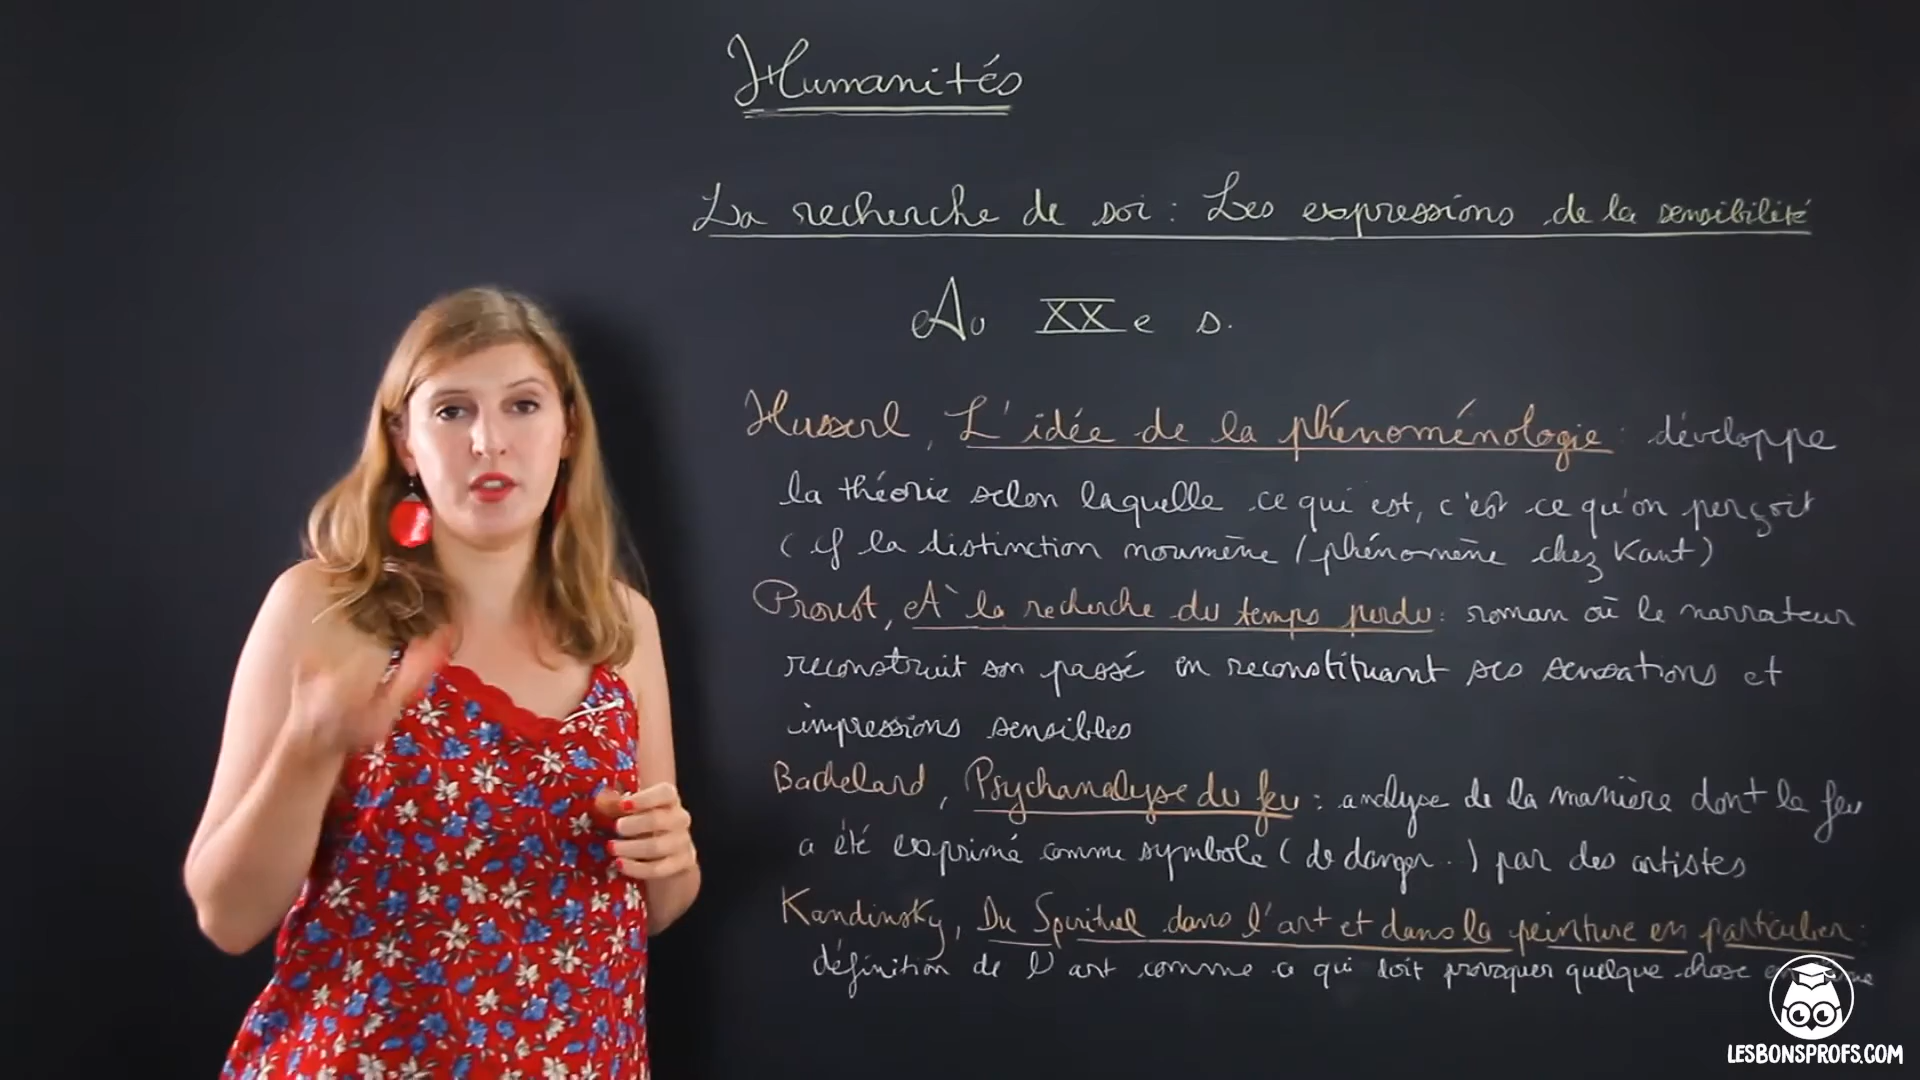 Humanités
La recherche de soi : Les expressions de la sensibilité
Au XXe s.
Husserl, L'idée de la phénoménologie : développe
la théorie selon laquelle ce qui est, c'est ce qu'on perçoit
(cf la distinction noumène / phénomène chez Kant)
Proust, A la recherche du temps perdu : roman où le narrateur
reconstruit son passé en reconstituant ses sensations et
impressions sensibles
Bachelard, Psychanalyse du feu : analyse de la manière dont le feu
a été exprimé comme symbole (de danger..) par des artistes
Kandinsky, Du Spirituel dans l'art et dans la peinture en particulier :
définition de l'art comme ce qui doit provoquer quelque chose
LESBONSPROFS.COM